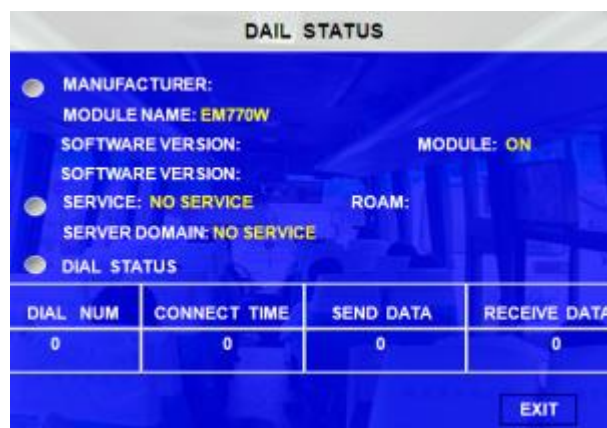 DAIL STATUS
MANUFACTURER:
MODULE NAME: EM770W
SOFTWARE VERSION: MODULE: ON
SOFTWARE VERSION:
SERVICE: NO SERVICE ROAM:
SERVER DOMAIN: NO SERVICE
DIAL STATUS
DIAL NUM CONNECT TIME SEND DATA RECEIVE DATA
0 0 0 0
EXIT